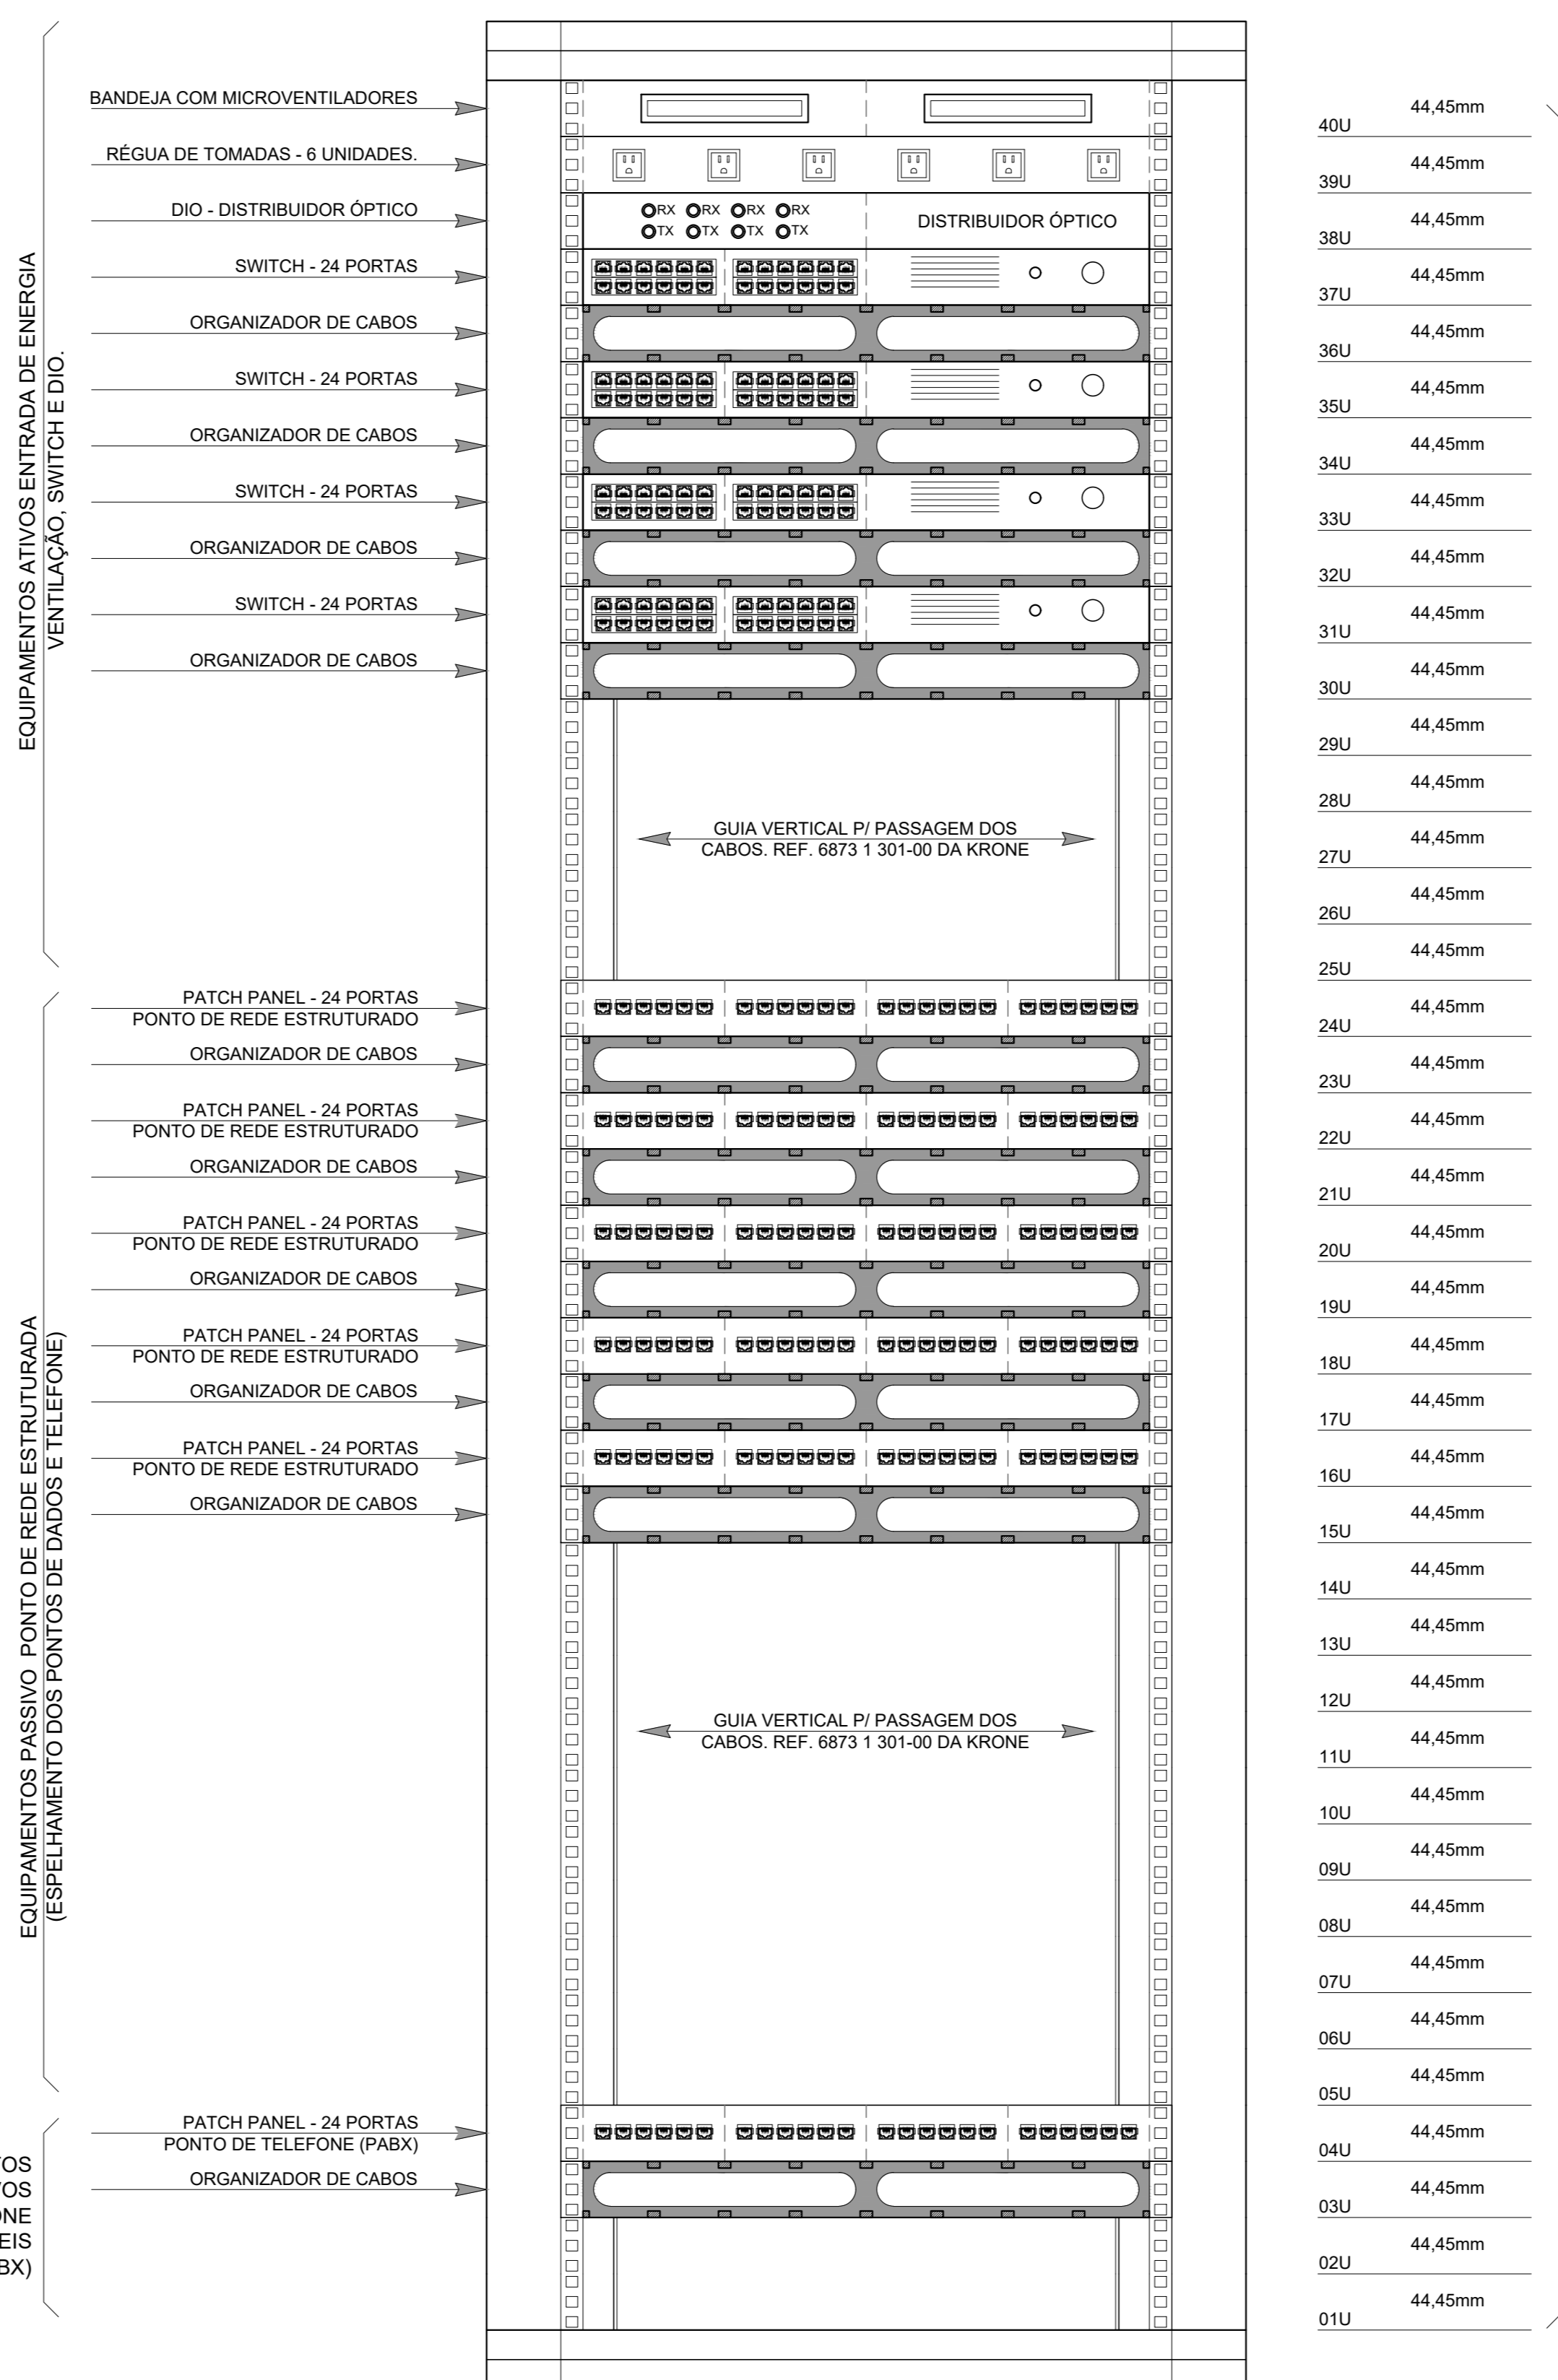 EQUIPAMENTOS ATIVOS ENTRADA DE ENERGIA
VENTILAÇÃO, SWITCH E DIO.
BANDEJA COM MICROVENTILADORES
44,45mm
40U
RÉGUA DE TOMADAS - 6 UNIDADES.
44,45mm
39U
DIO - DISTRIBUIDOR ÓPTICO
RX RX RX RX
TX TX TX TX
DISTRIBUIDOR ÓPTICO
44,45mm
38U
SWITCH - 24 PORTAS
44,45mm
37U
ORGANIZADOR DE CABOS
44,45mm
36U
SWITCH - 24 PORTAS
44,45mm
35U
ORGANIZADOR DE CABOS
44,45mm
34U
SWITCH - 24 PORTAS
44,45mm
33U
ORGANIZADOR DE CABOS
44,45mm
32U
SWITCH - 24 PORTAS
44,45mm
31U
ORGANIZADOR DE CABOS
44,45mm
30U
44,45mm
29U
44,45mm
28U
GUIA VERTICAL P/ PASSAGEM DOS
CABOS. REF. 6873 1 301-00 DA KRONE
44,45mm
27U
44,45mm
26U
44,45mm
25U
EQUIPAMENTOS PASSIVO PONTO DE REDE ESTRUTURADA
(ESPELHAMENTO DOS PONTOS DE DADOS E TELEFONE)
PATCH PANEL - 24 PORTAS
PONTO DE REDE ESTRUTURADO
44,45mm
24U
ORGANIZADOR DE CABOS
44,45mm
23U
PATCH PANEL - 24 PORTAS
PONTO DE REDE ESTRUTURADO
44,45mm
22U
ORGANIZADOR DE CABOS
44,45mm
21U
PATCH PANEL - 24 PORTAS
PONTO DE REDE ESTRUTURADO
44,45mm
20U
ORGANIZADOR DE CABOS
44,45mm
19U
PATCH PANEL - 24 PORTAS
PONTO DE REDE ESTRUTURADO
44,45mm
18U
ORGANIZADOR DE CABOS
44,45mm
17U
PATCH PANEL - 24 PORTAS
PONTO DE REDE ESTRUTURADO
44,45mm
16U
ORGANIZADOR DE CABOS
44,45mm
15U
44,45mm
14U
44,45mm
13U
44,45mm
12U
GUIA VERTICAL P/ PASSAGEM DOS
CABOS. REF. 6873 1 301-00 DA KRONE
44,45mm
11U
44,45mm
10U
44,45mm
09U
44,45mm
08U
44,45mm
07U
44,45mm
06U
44,45mm
05U
PATCH PANEL - 24 PORTAS
PONTO DE TELEFONE (PABX)
44,45mm
04U
ORGANIZADOR DE CABOS
44,45mm
03U
44,45mm
02U
44,45mm
01U